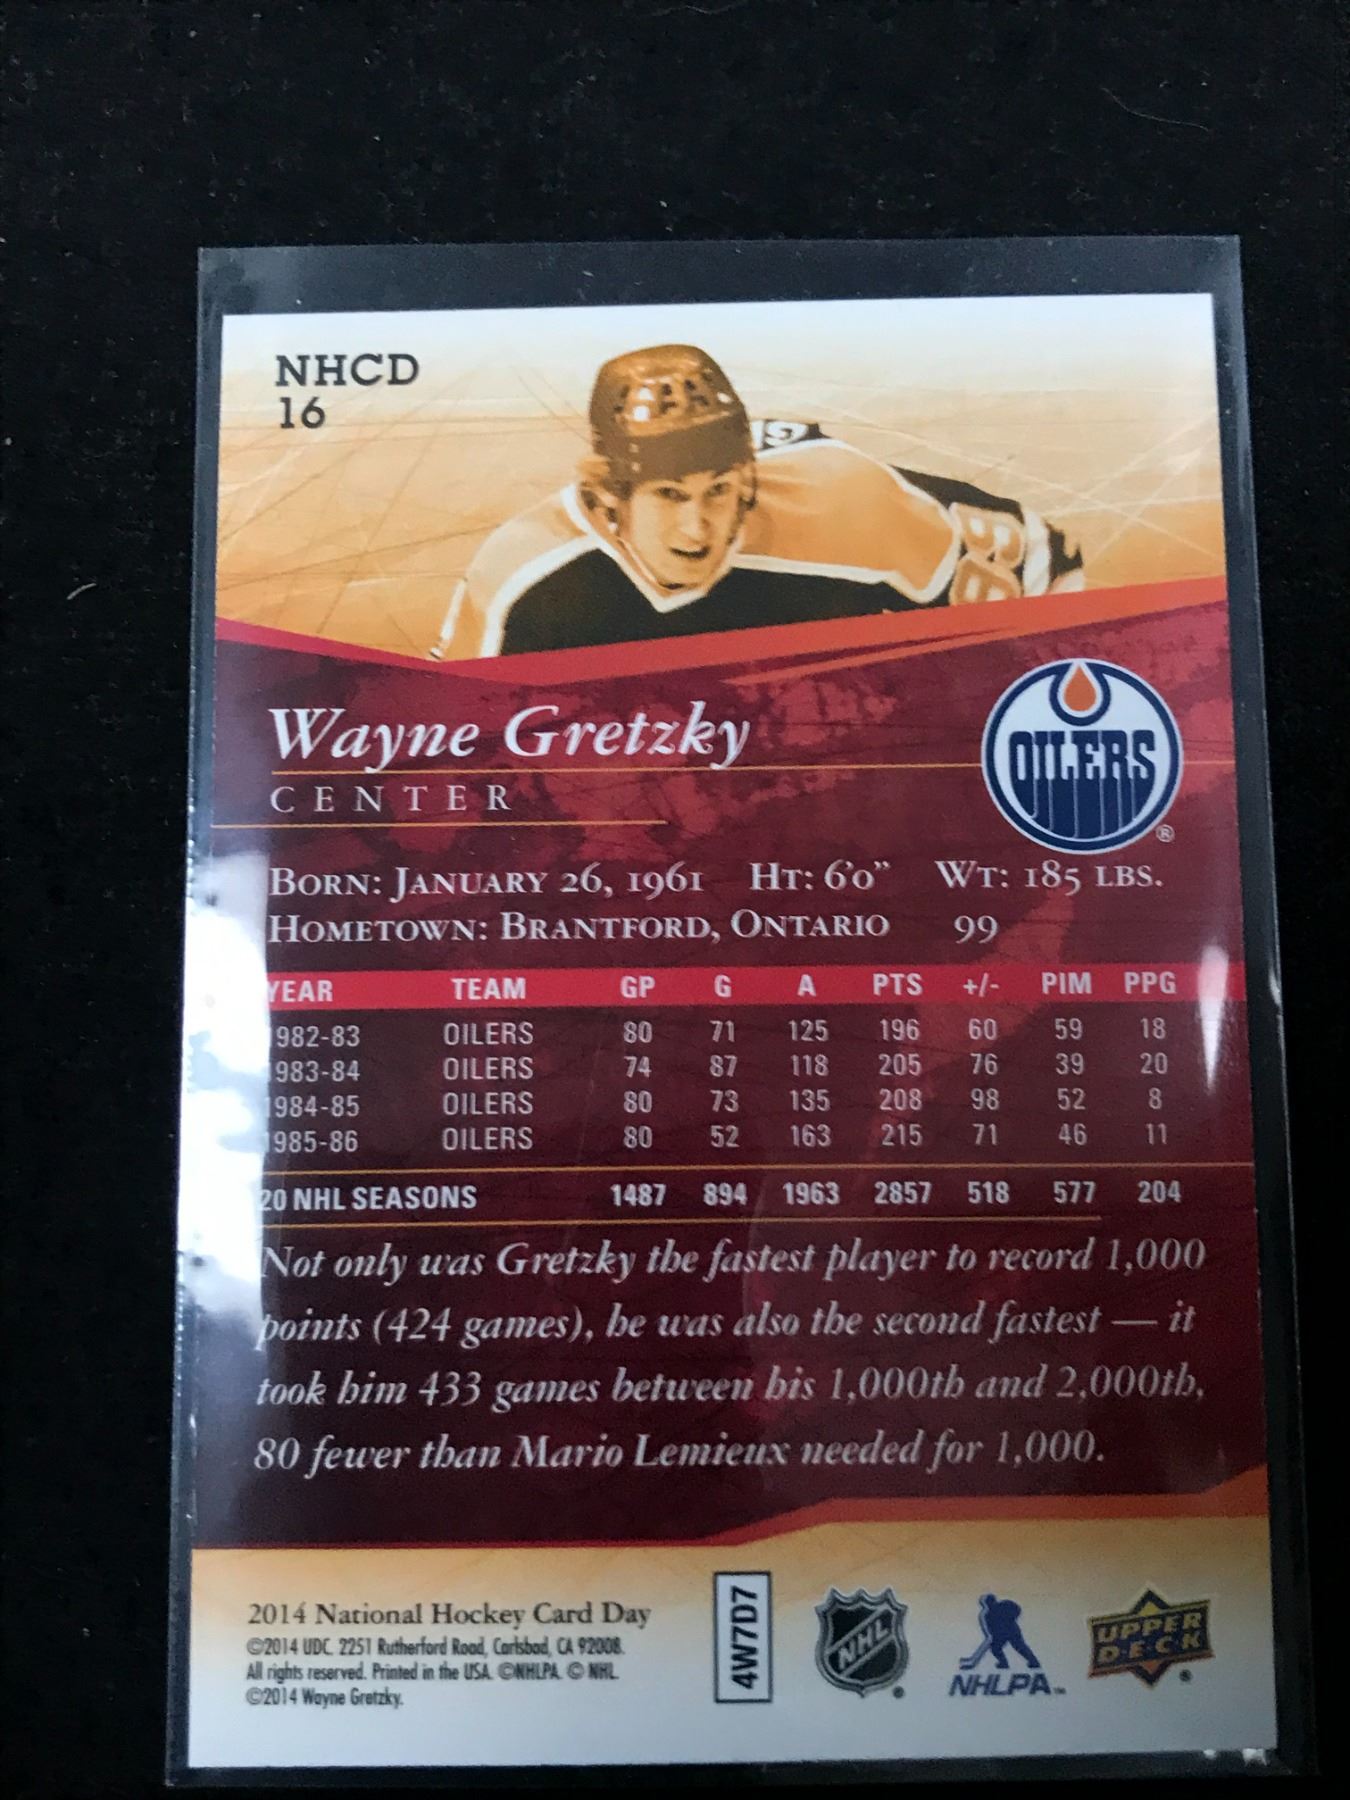 NHCD
16
99
Wayne Gretzky
CENTER
OILERS
®
BORN: JANUARY 26, 1961 HT: 6'0" WT: 185 LBS.
HOMETOWN: BRANTFORD, ONTARIO 99
YEAR TEAM GP G A PTS +/- PIM PPG
1982-83 OILERS 80 71 125 196 60 59 18
1983-84 OILERS 74 87 118 205 76 39 20
1984-85 OILERS 80 73 135 208 98 52 8
1985-86 OILERS 80 52 163 215 71 46 11
20 NHL SEASONS 1487 894 1963 2857 518 577 204
Not only was Gretzky the fastest player to record 1,000
points (424 games), he was also the second fastest — it
took him 433 games between his 1,000th and 2,000th,
80 fewer than Mario Lemieux needed for 1,000.
2014 National Hockey Card Day
©2014 UDC. 2251 Rutherford Road, Carlsbad, CA 92008.
All rights reserved. Printed in the USA. ©NHLPA. © NHL.
©2014 Wayne Gretzky.
4W7D7
NHL
NHLPA™
UPPER
DECK